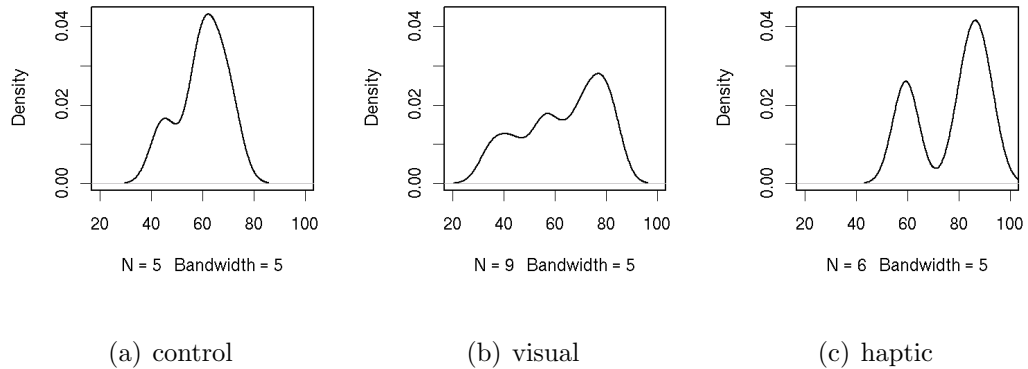 Density
0.04
0.02
0.00
20 40 60 80 100
N = 5 Bandwidth = 5
(a) control
Density
0.04
0.02
0.00
20 40 60 80 100
N = 9 Bandwidth = 5
(b) visual
Density
0.04
0.02
0.00
20 40 60 80 100
N = 6 Bandwidth = 5
(c) haptic